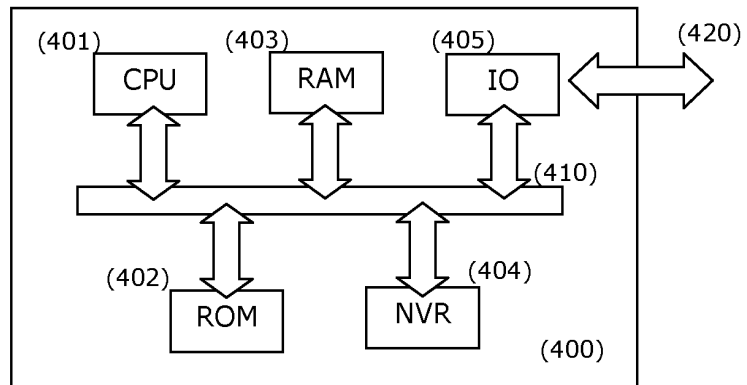 (401)
(403)
(405)
(420)
CPU
RAM
IO
(410)
(402)
(404)
ROM
NVR
(400)